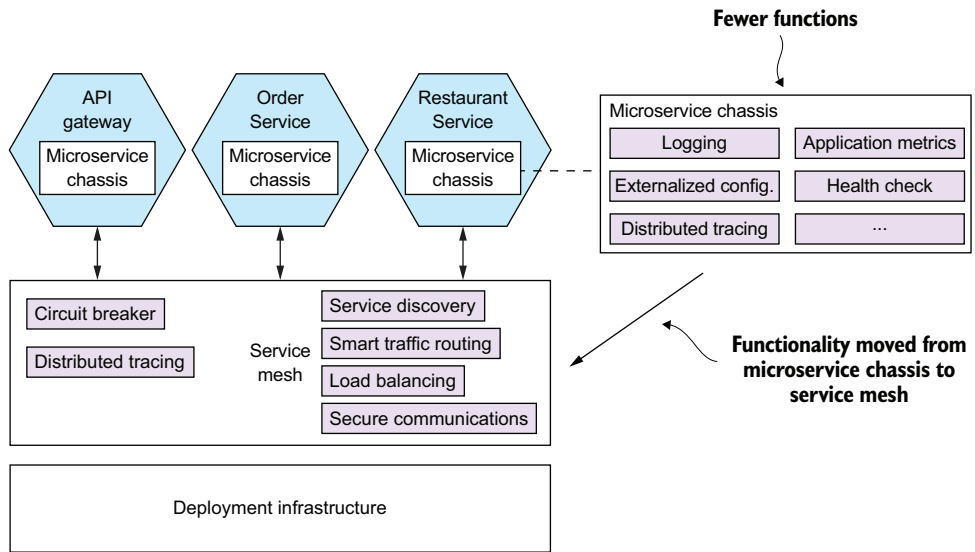 Fewer functions
API
gateway
Microservice
chassis
Order
Service
Microservice
chassis
Restaurant
Service
Microservice
chassis
Microservice chassis
Logging
Application metrics
Externalized config.
Health check
Distributed tracing
...
Circuit breaker
Distributed tracing
Service
mesh
Service discovery
Smart traffic routing
Load balancing
Secure communications
Functionality moved from
microservice chassis to
service mesh
Deployment infrastructure